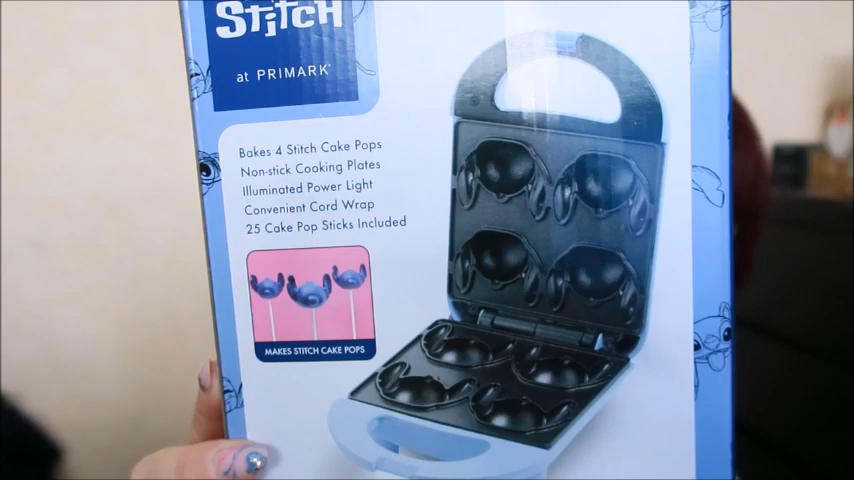 STITCH
at PRIMARK
Bakes 4 Stitch Cake Pops
Non-stick Cooking Plates
Illuminated Power Light
Convenient Cord Wrap
25 Cake Pop Sticks Included
MAKES STITCH CAKE POPS